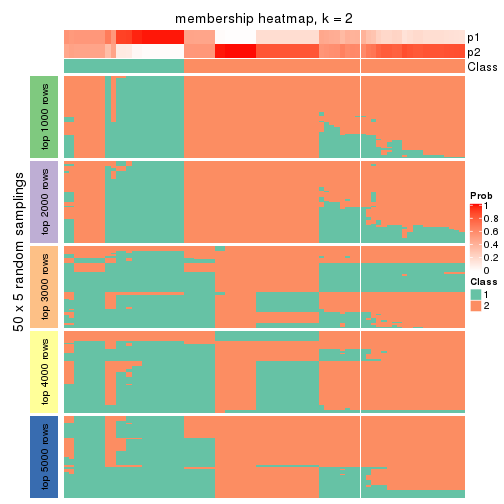 membership heatmap, k = 2
p1
p2
Class
50 x 5 random samplings
top 1000 rows
top 2000 rows
top 3000 rows
top 4000 rows
top 5000 rows
Prob
1
0.8
0.6
0.4
0.2
0
Class
1
2